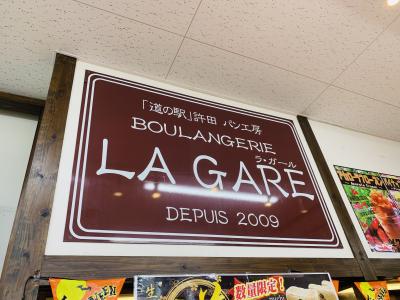 「道の駅」許田 パン工房
BOULANGERIE
LA GARE
ラ・ガール
DEPUIS 2009
数量限定!